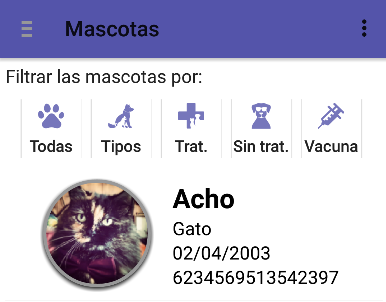 Mascotas
Filtrar las mascotas por:
Todas Tipos Trat. Sin trat. Vacuna
Acho
Gato
02/04/2003
6234569513542397